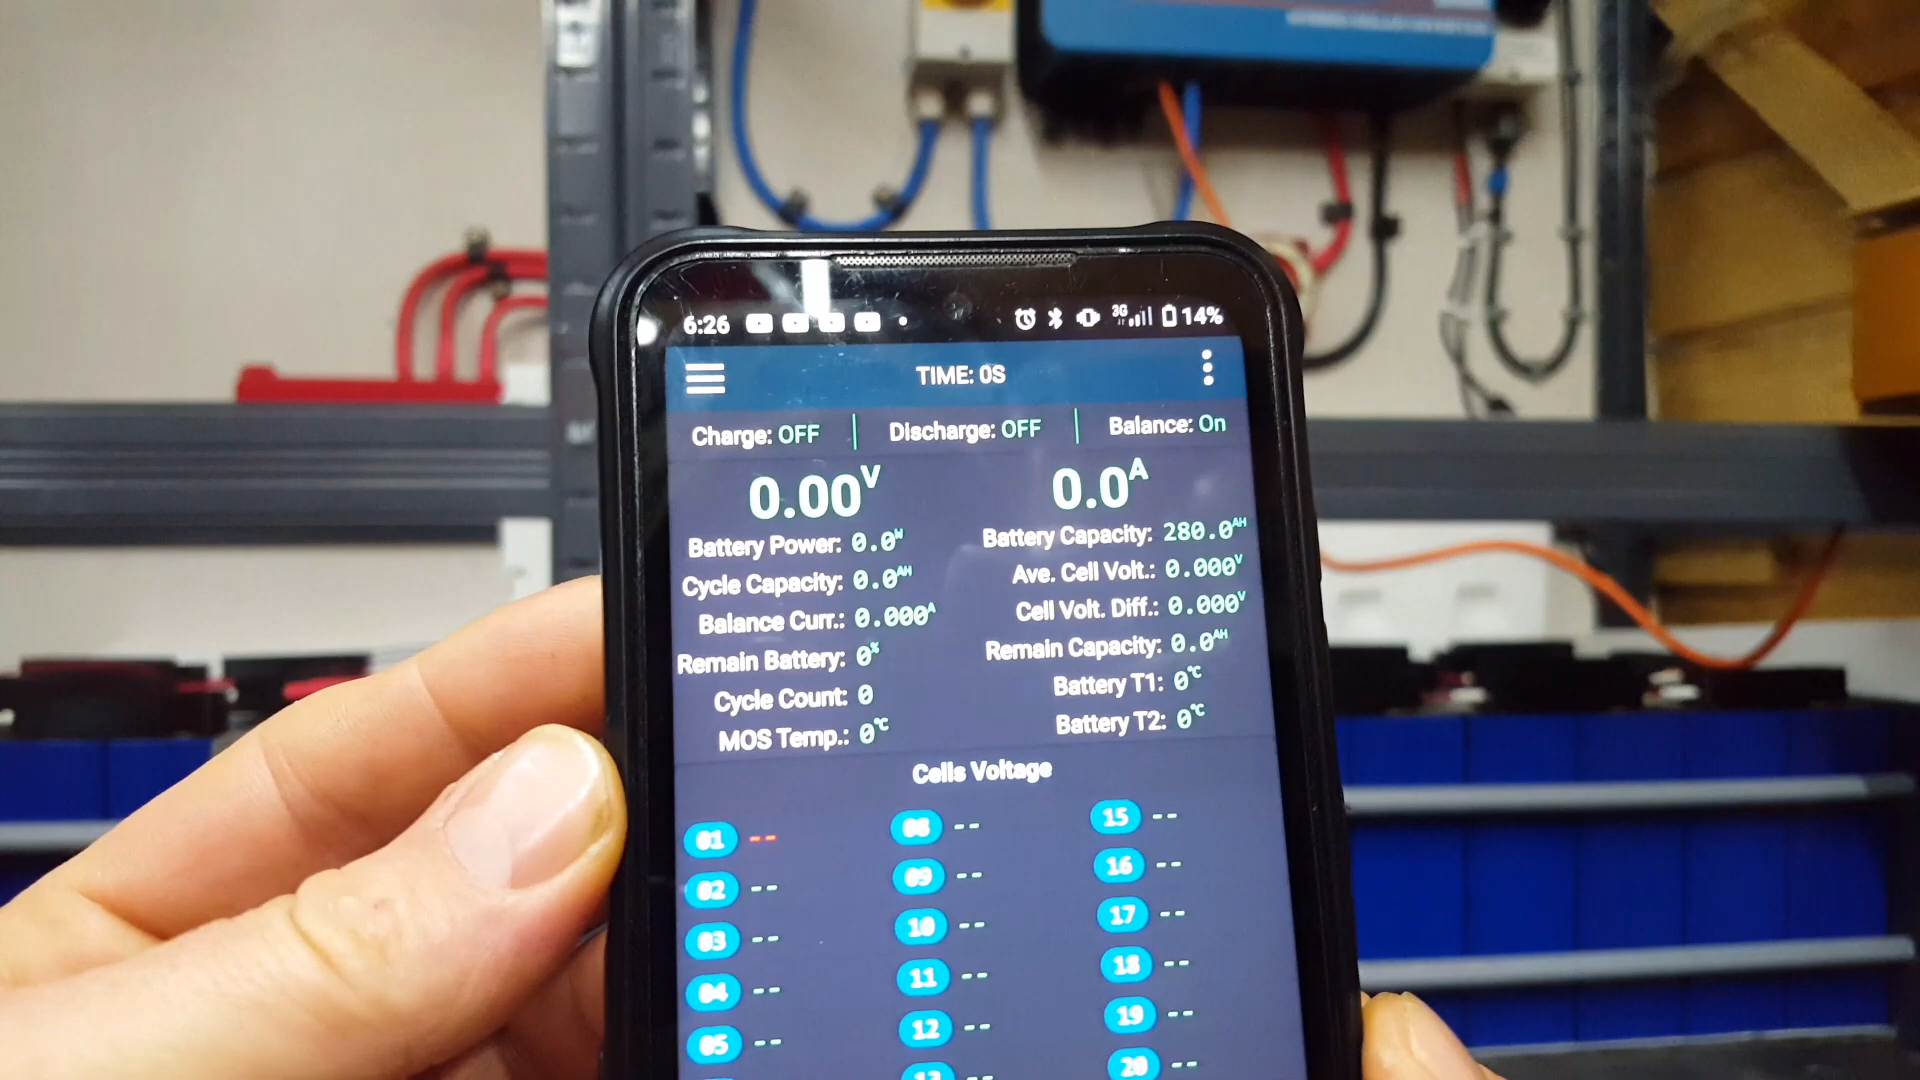 6:26 3G 14%
TIME: 0S
Charge: OFF Discharge: OFF Balance: On
0.00V 0.0A
Battery Power: 0.0W Battery Capacity: 280.0AH
Cycle Capacity: 0.0AH Ave. Cell Volt.: 0.000V
Balance Curr.: 0.000A Cell Volt. Diff.: 0.000V
Remain Battery: 0% Remain Capacity: 0.0AH
Cycle Count: 0 Battery T1: 0°C
MOS Temp.: 0°C Battery T2: 0°C
Cells Voltage
01 -- 08 -- 15 --
02 -- 09 -- 16 --
03 -- 10 -- 17 --
04 -- 11 -- 18 --
05 -- 12 -- 19 --
13 20 --